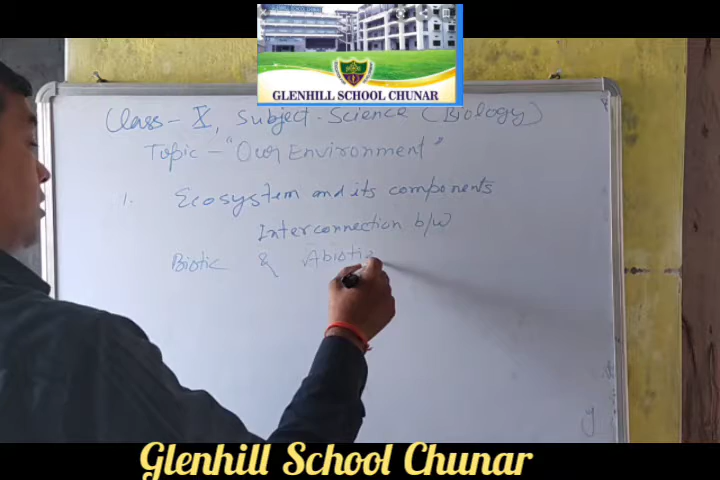 GLENHILL SCHOOL CHUNAR
Class - X, Subject - Science (Biology)
Topic - "Our Environment"
1. Ecosystem and its components
Interconnection b/w
Biotic & Abiotic
Glenhill School Chunar